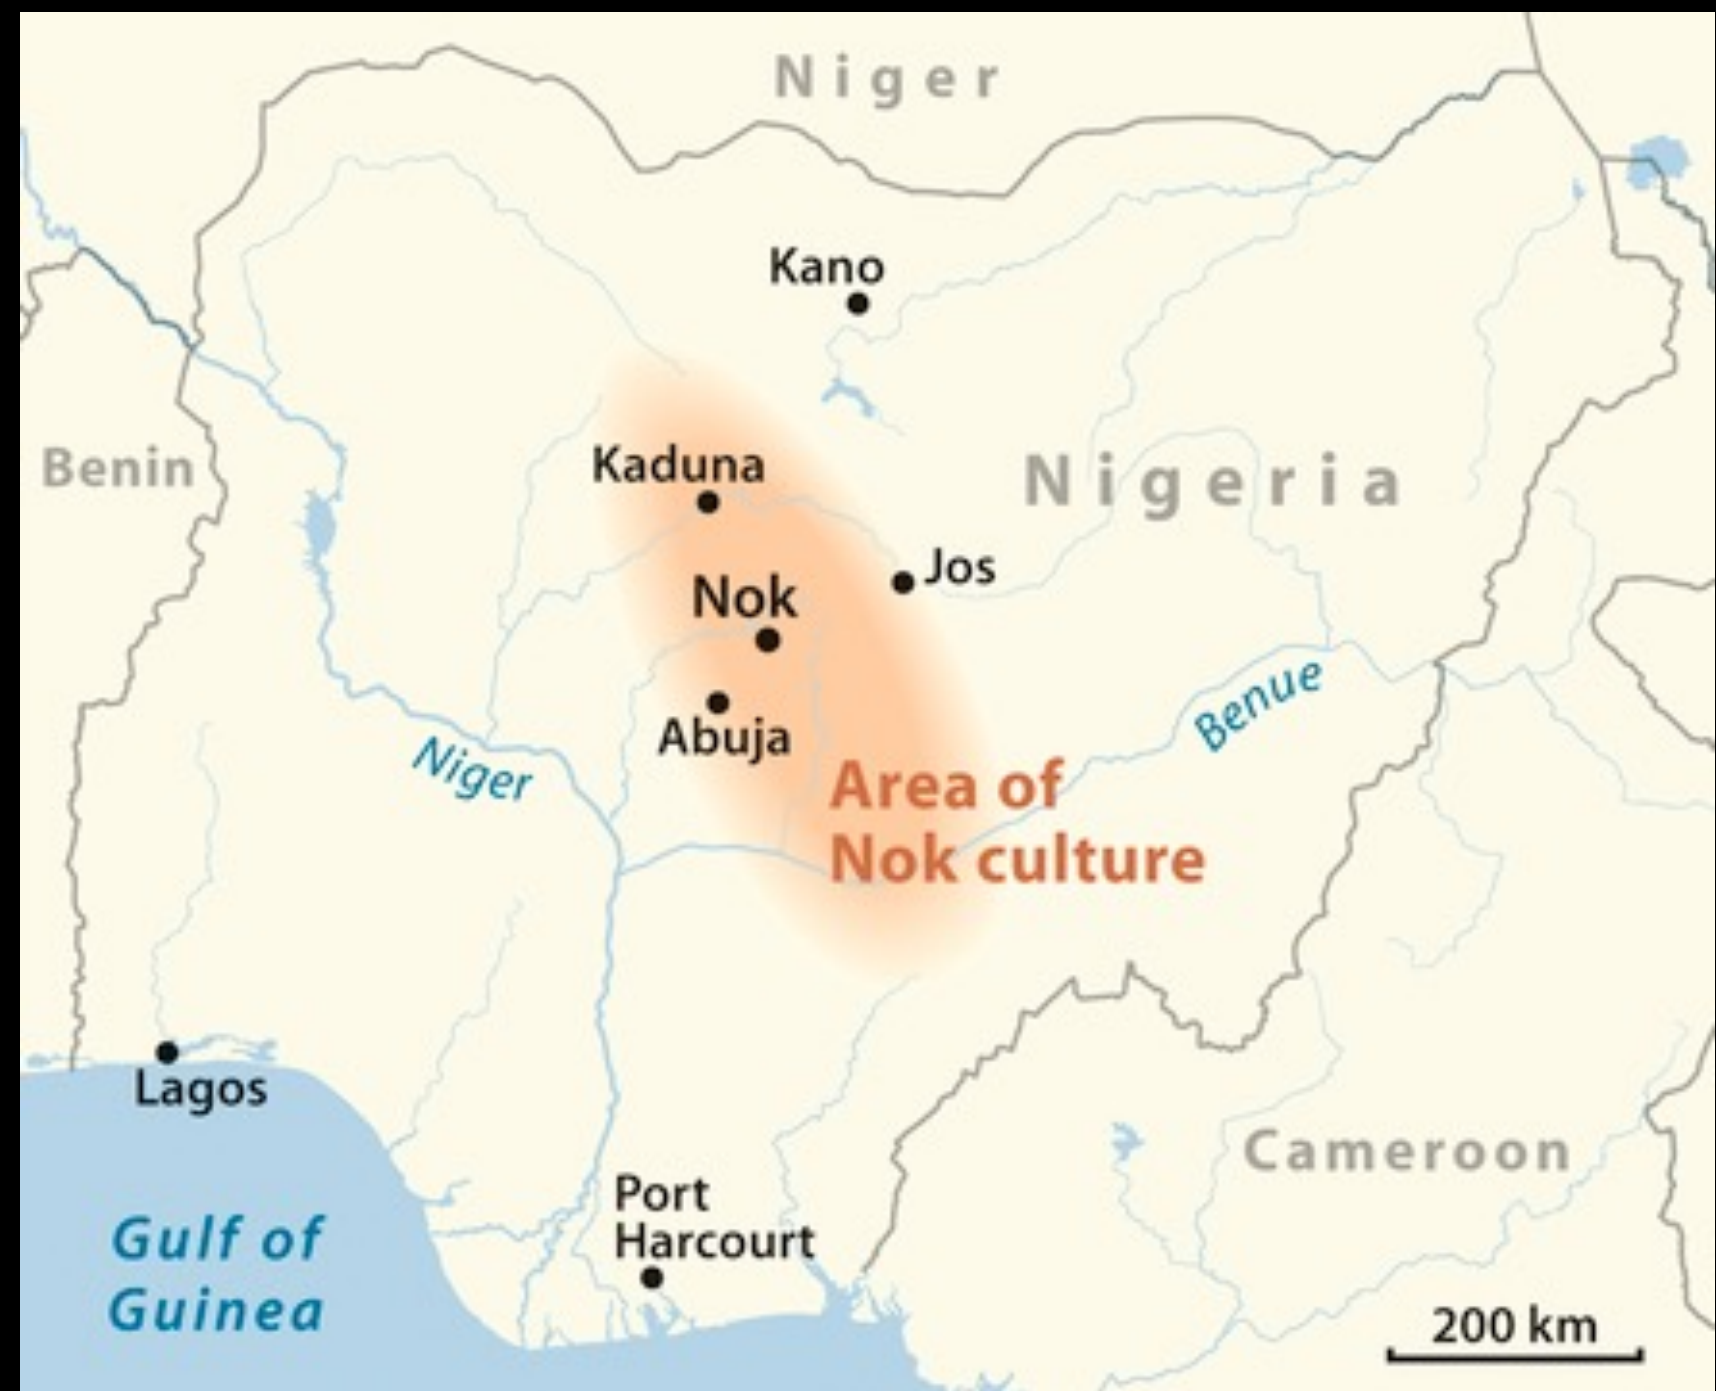 Niger
Kano
Benin
Kaduna
Nigeria
Jos
Nok
Abuja
Niger
Benue
Area of
Nok culture
Lagos
Gulf of
Guinea
Port
Harcourt
Cameroon
200 km